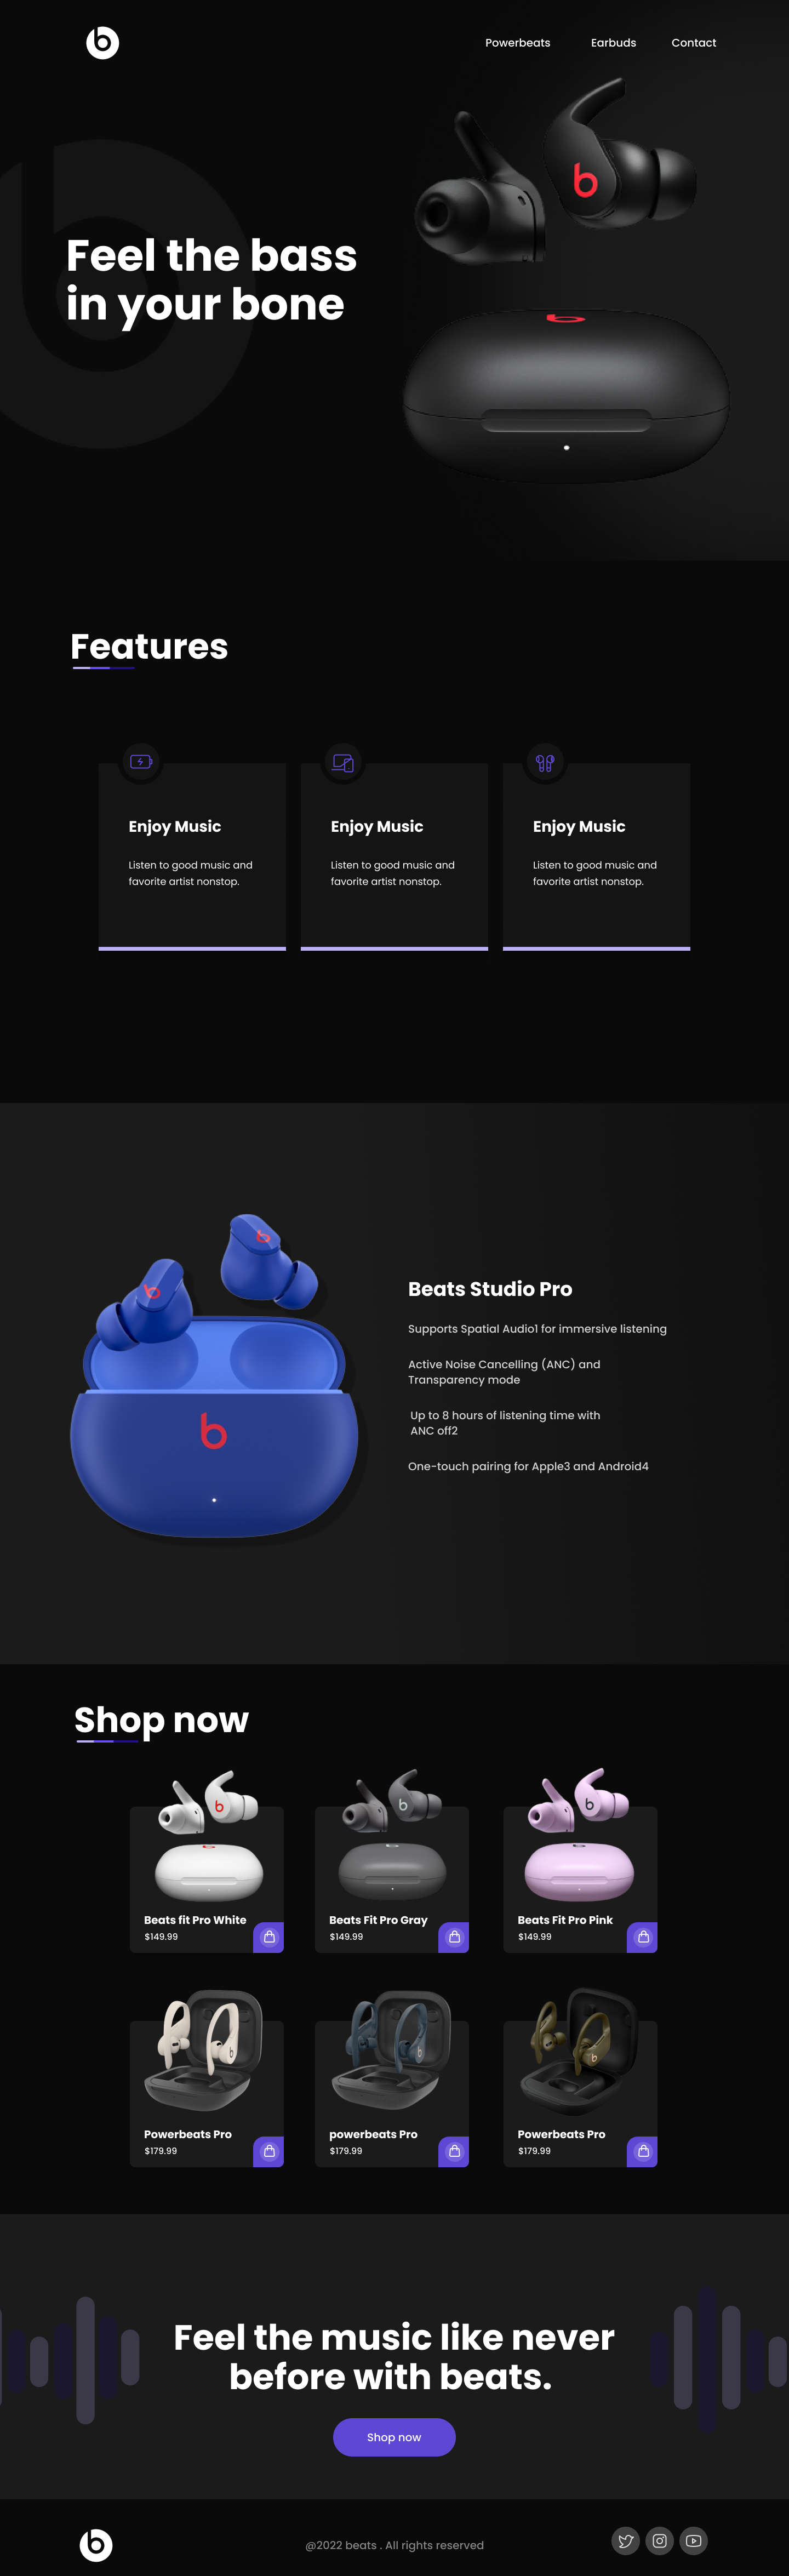 b
Powerbeats Earbuds Contact
b
Feel the bass
in your bone
Features
Enjoy Music
Listen to good music and
favorite artist nonstop.
Enjoy Music
Listen to good music and
favorite artist nonstop.
Enjoy Music
Listen to good music and
favorite artist nonstop.
b
b
b
Beats Studio Pro
Supports Spatial Audio1 for immersive listening
Active Noise Cancelling (ANC) and
Transparency mode
Up to 8 hours of listening time with
ANC off2
One-touch pairing for Apple3 and Android4
Shop now
b
Beats fit Pro White
$149.99
b
Beats Fit Pro Gray
$149.99
b
Beats Fit Pro Pink
$149.99
b
Powerbeats Pro
$179.99
b
powerbeats Pro
$179.99
b
Powerbeats Pro
$179.99
Feel the music like never
before with beats.
Shop now
b
@2022 beats . All rights reserved